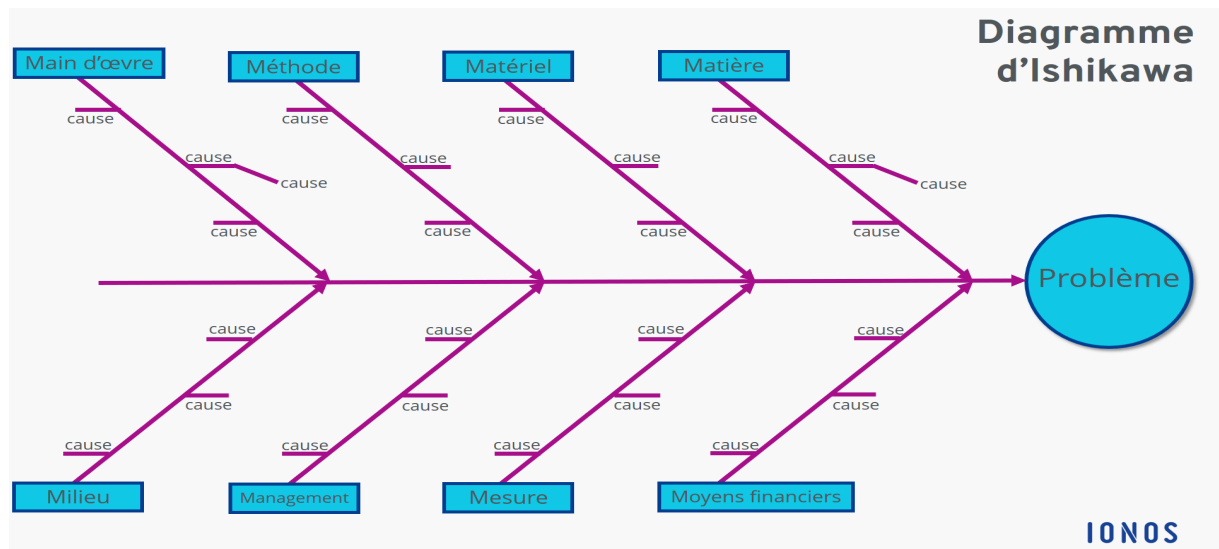 Diagramme
d'Ishikawa
Main d'œvre
Méthode
Matériel
Matière
cause
cause
cause
cause
cause
cause
cause
cause
cause
cause
cause
cause
cause
cause
Problème
cause
cause
cause
cause
cause
cause
cause
cause
cause
cause
cause
cause
Milieu
Management
Mesure
Moyens financiers
IONOS